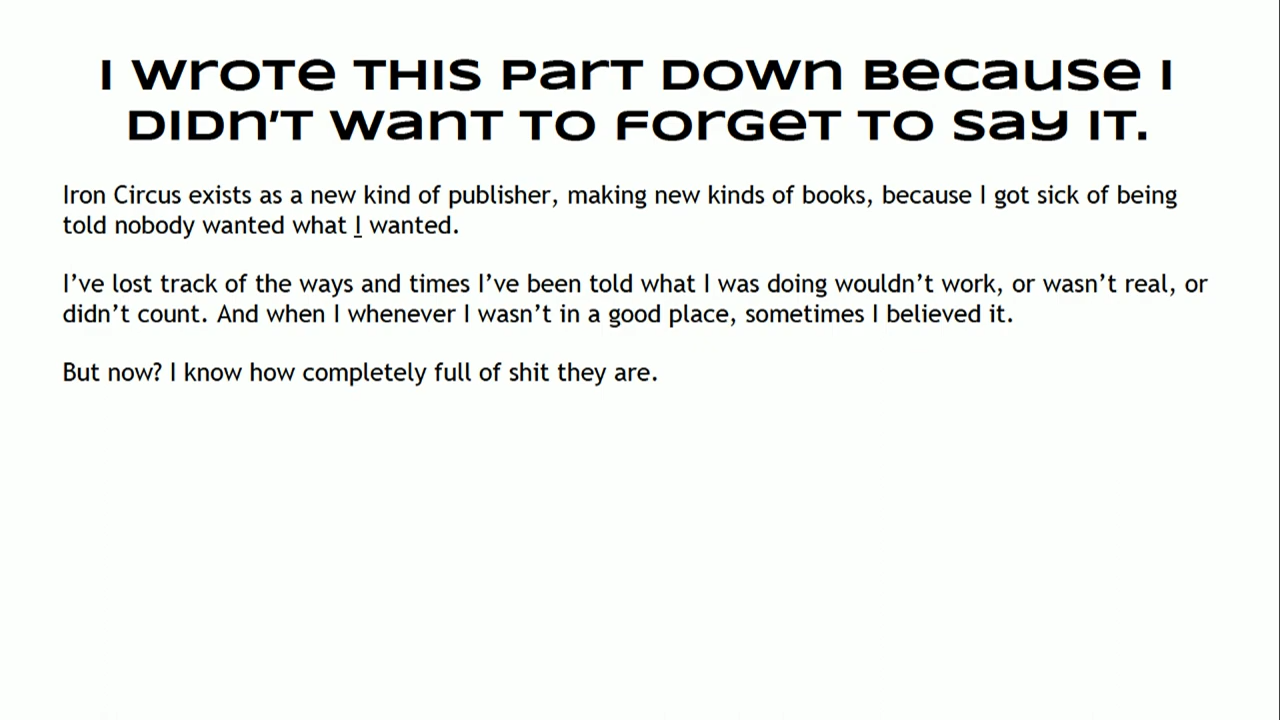 I wrote this part down because I
didn't want to forget to say it.
Iron Circus exists as a new kind of publisher, making new kinds of books, because I got sick of being
told nobody wanted what I wanted.
I've lost track of the ways and times I've been told what I was doing wouldn't work, or wasn't real, or
didn't count. And when I whenever I wasn't in a good place, sometimes I believed it.
But now? I know how completely full of shit they are.